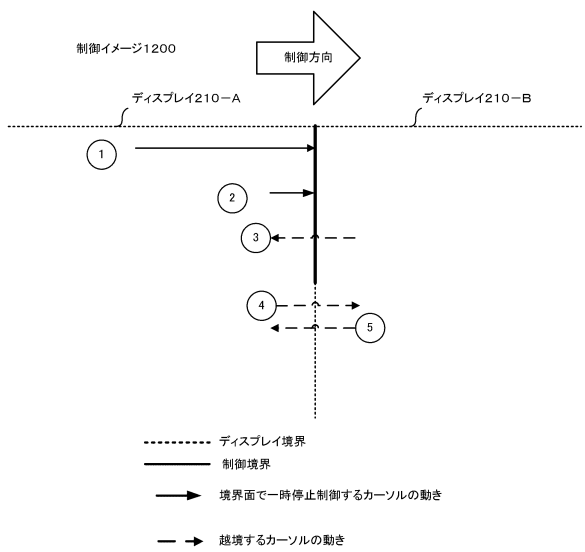 制御イメージ1200
制御方向
ディスプレイ210-A
ディスプレイ210-B
1
2
3
4
5
ディスプレイ境界
制御境界
境界面で一時停止制御するカーソルの動き
越境するカーソルの動き